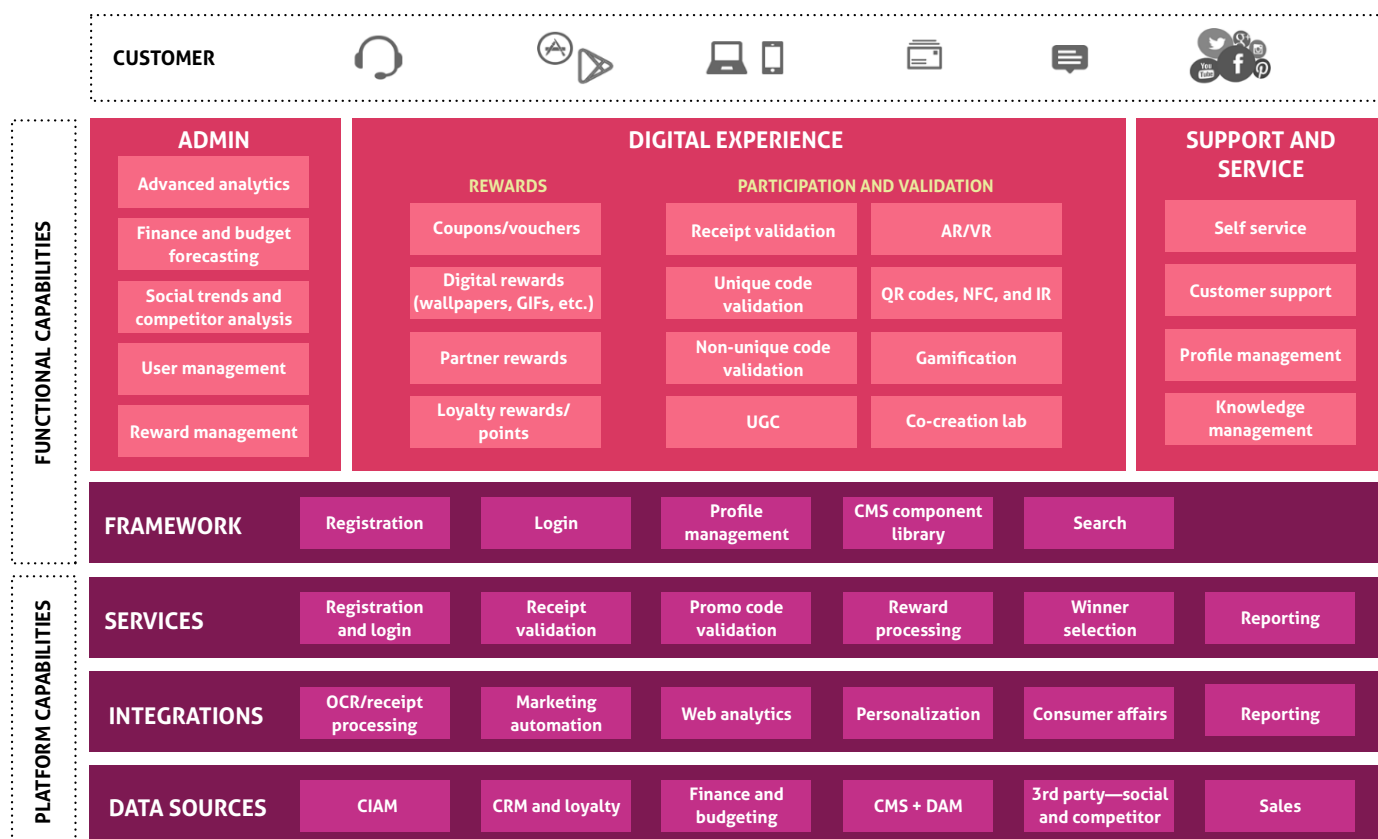 CUSTOMER
You
Tube
FUNCTIONAL CAPABILITIES
ADMIN
Advanced analytics
Finance and budget
forecasting
Social trends and
competitor analysis
User management
Reward management
DIGITAL EXPERIENCE
REWARDS
Coupons/vouchers
Digital rewards
(wallpapers, GIFs, etc.)
Partner rewards
Loyalty rewards/
points
PARTICIPATION AND VALIDATION
Receipt validation
AR/VR
Unique code
validation
QR codes, NFC, and IR
Non-unique code
validation
Gamification
UGC
Co-creation lab
SUPPORT AND
SERVICE
Self service
Customer support
Profile management
Knowledge
management
FRAMEWORK
Registration
Login
Profile
management
CMS component
library
Search
PLATFORM CAPABILITIES
SERVICES
Registration
and login
Receipt
validation
Promo code
validation
Reward
processing
Winner
selection
Reporting
INTEGRATIONS
OCR/receipt
processing
Marketing
automation
Web analytics
Personalization
Consumer affairs
Reporting
DATA SOURCES
CIAM
CRM and loyalty
Finance and
budgeting
CMS + DAM
3rd party—social
and competitor
Sales